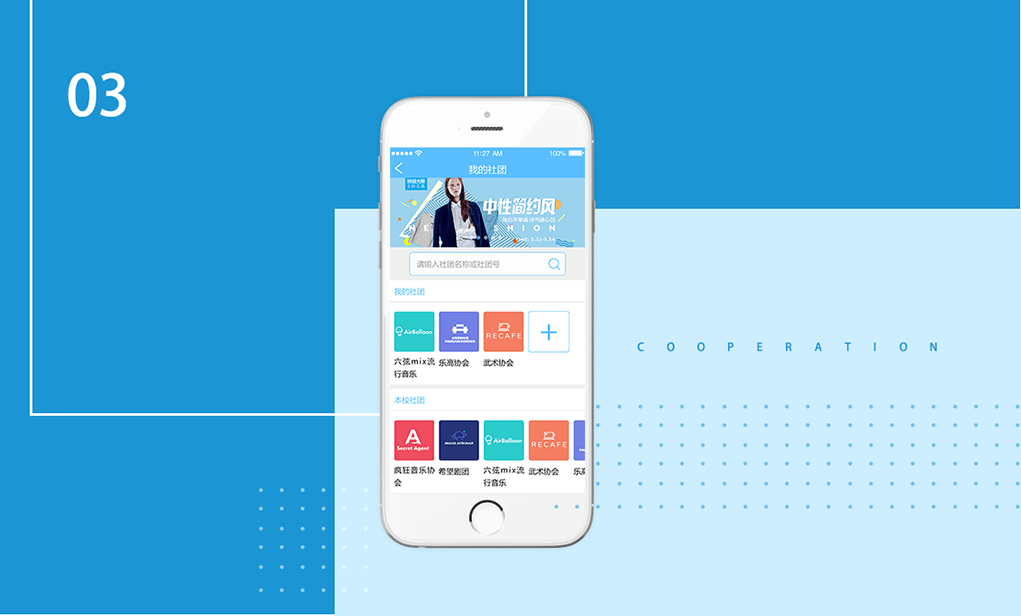 03
11:27 AM
100%
我的社团
中性简约风
请输入社团名称或社团号
我的社团
AirBalloon
RECAFE
六弦mix流
行音乐
乐高协会
武术协会
COOPERATION
本校社团
A
Secret Agent
AirBalloon
RECAFE
疯狂音乐协
会
希望剧团
六弦mix流
行音乐
武术协会